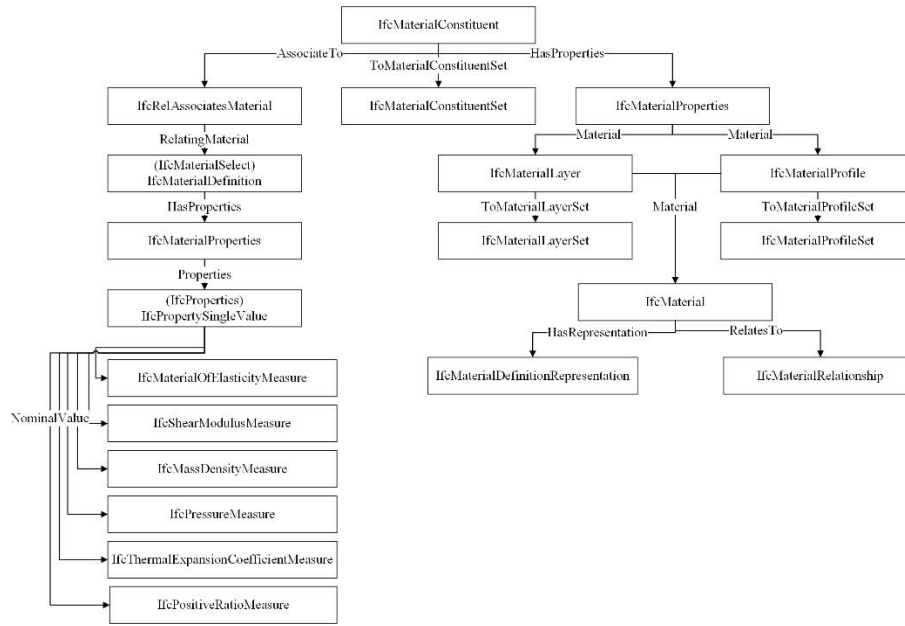 IfcMaterialConstituent
AssociateTo
HasProperties
ToMaterialConstituentSet
IfcRelAssociatesMaterial
IfcMaterialConstituentSet
IfcMaterialProperties
RelatingMaterial
Material
Material
(IfcMaterialSelect)
IfcMaterialDefinition
IfcMaterialLayer
IfcMaterialProfile
HasProperties
ToMaterialLayerSet
Material
ToMaterialProfileSet
IfcMaterialProperties
IfcMaterialLayerSet
IfcMaterialProfileSet
Properties
(IfcProperties)
IfcPropertySingleValue
IfcMaterial
HasRepresentation
RelatesTo
IfcMaterialOfElasticityMeasure
IfcMaterialDefinitionRepresentation
IfcMaterialRelationship
NominalValue
IfcShearModulusMeasure
IfcMassDensityMeasure
IfcPressureMeasure
IfcThermalExpansionCoefficientMeasure
IfcPositiveRatioMeasure